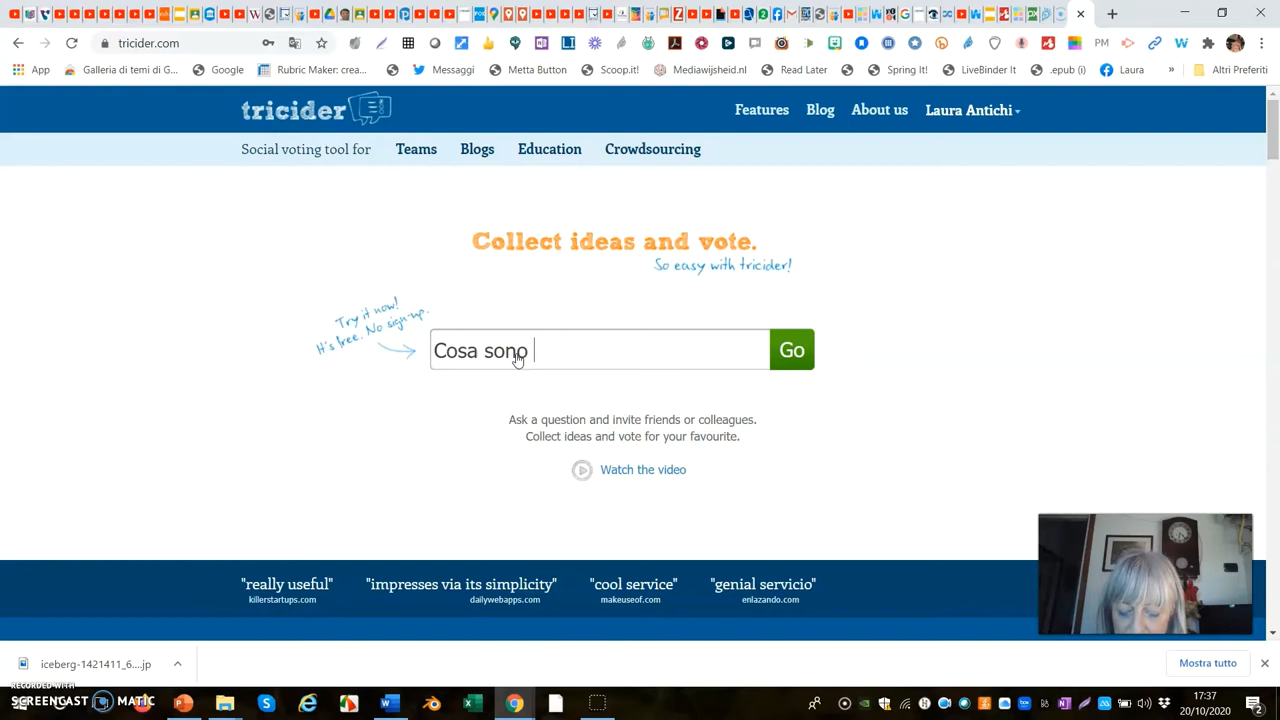 tricider.com
App
Galleria di temi di G...
Google
Rubric Maker: crea...
Messaggi
Metta Button
Scoop.it!
Mediawijsheid.nl
Read Later
Spring It!
LiveBinder It
.epub (i)
Laura
»
Altri Preferiti
tricider
Features
Blog
About us
Laura Antichi
Social voting tool for
Teams
Blogs
Education
Crowdsourcing
Collect ideas and vote.
So easy with tricider!
Try it now!
It's free. No sign-up.
Cosa sono
Go
Ask a question and invite friends or colleagues.
Collect ideas and vote for your favourite.
Watch the video
"really useful"
killerstartups.com
"impresses via its simplicity"
dailywebapps.com
"cool service"
makeuseof.com
"genial servicio"
enlazando.com
iceberg-1421411_6....jp
Mostra tutto
RECORDED WITH
SCREENCAST MATIC
17:37
20/10/2020